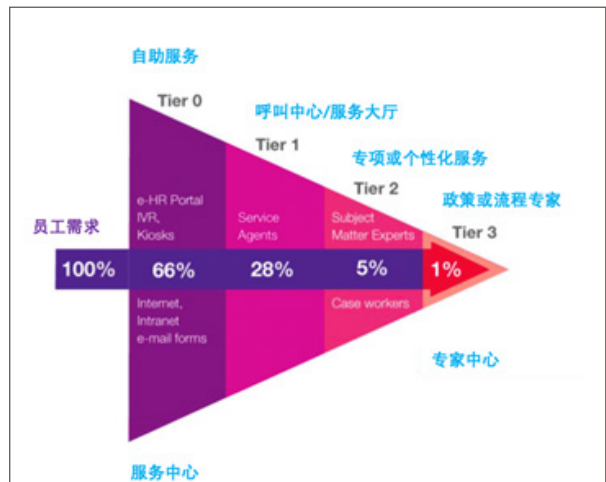 自助服务
Tier 0
呼叫中心/服务大厅
Tier 1
专项或个性化服务
Tier 2
政策或流程专家
Tier 3
员工需求
e-HR Portal
IVR,
Kiosks
Service
Agents
Subject
Matter Experts
100%
66%
28%
5%
1%
Internet,
Intranet
e-mail forms
Case workers
专家中心
服务中心